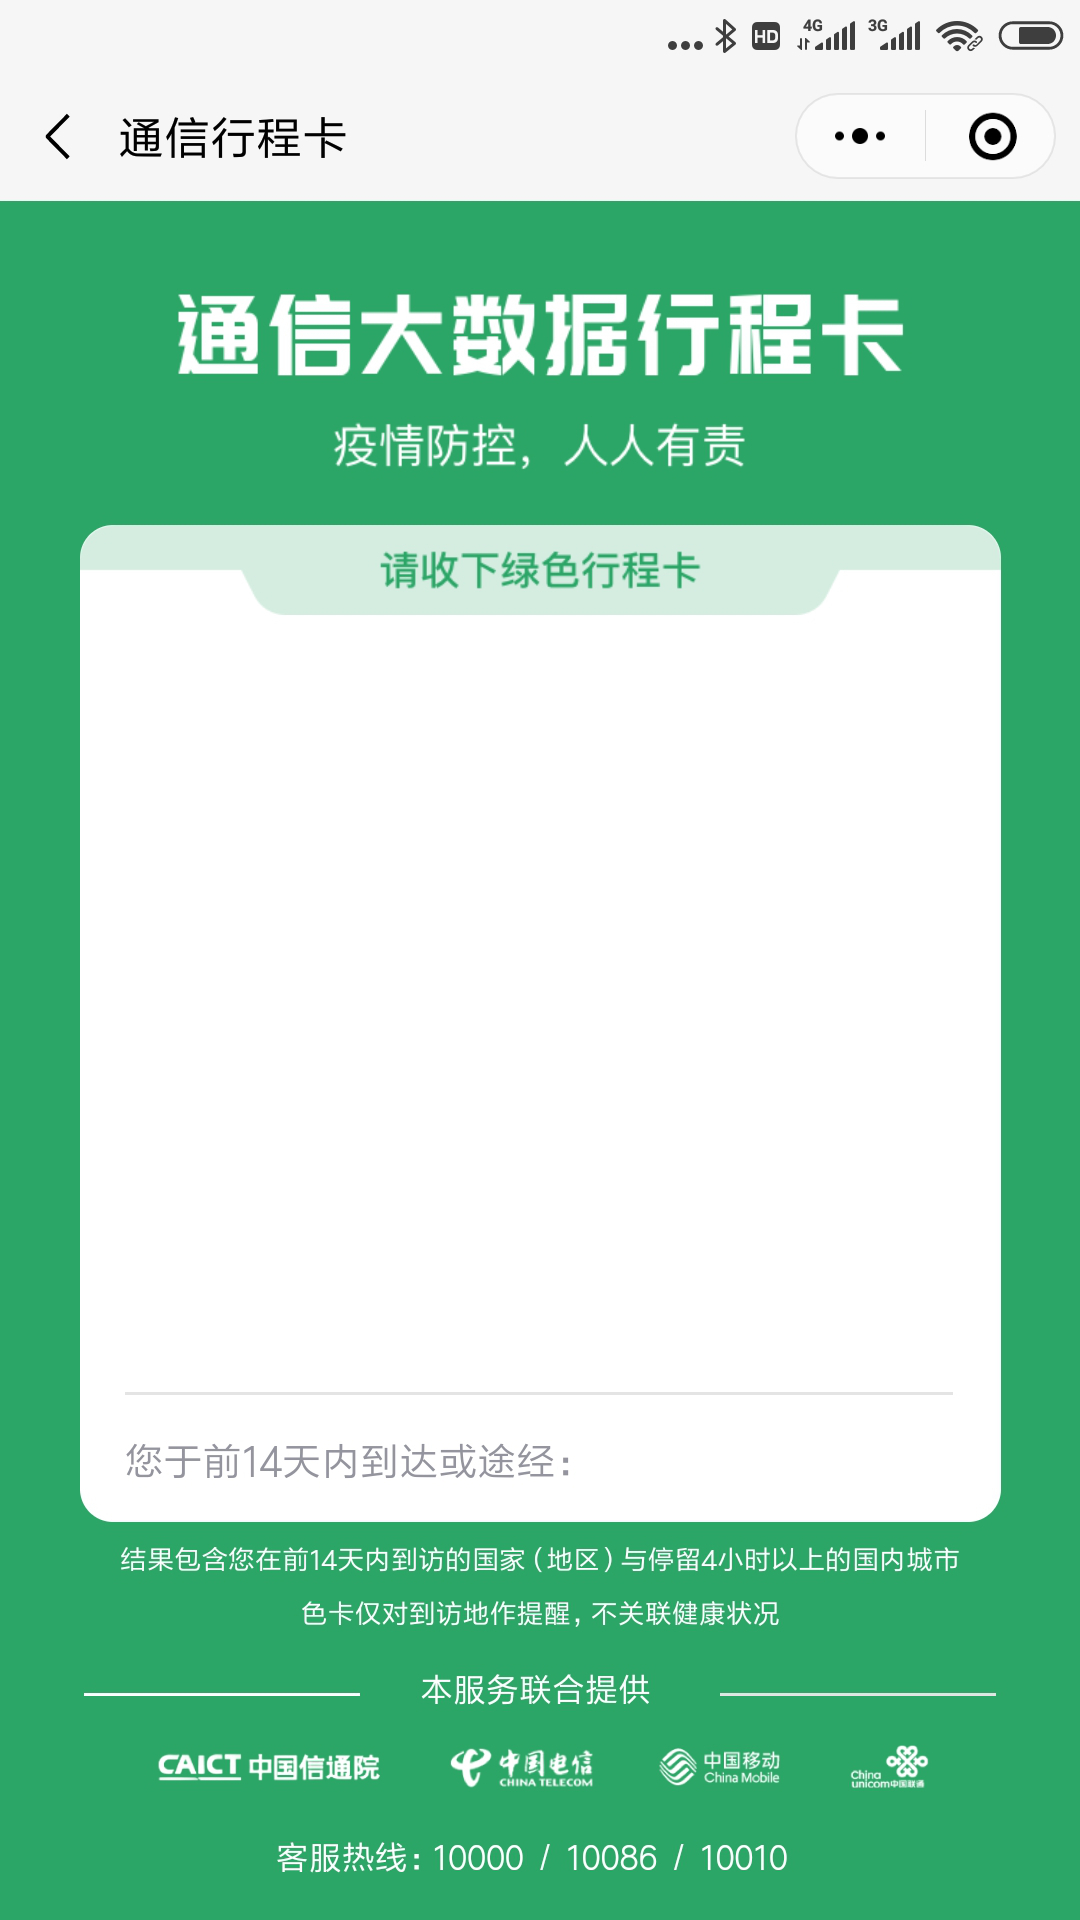 HD 4G 3G
通信行程卡
通信大数据行程卡
疫情防控，人人有责
请收下绿色行程卡
您于前14天内到达或途经：
结果包含您在前14天内到访的国家（地区）与停留4小时以上的国内城市
色卡仅对到访地作提醒，不关联健康状况
本服务联合提供
CAICT 中国信通院 中国电信 CHINA TELECOM 中国移动 China Mobile China unicom中国联通
客服热线：10000 / 10086 / 10010